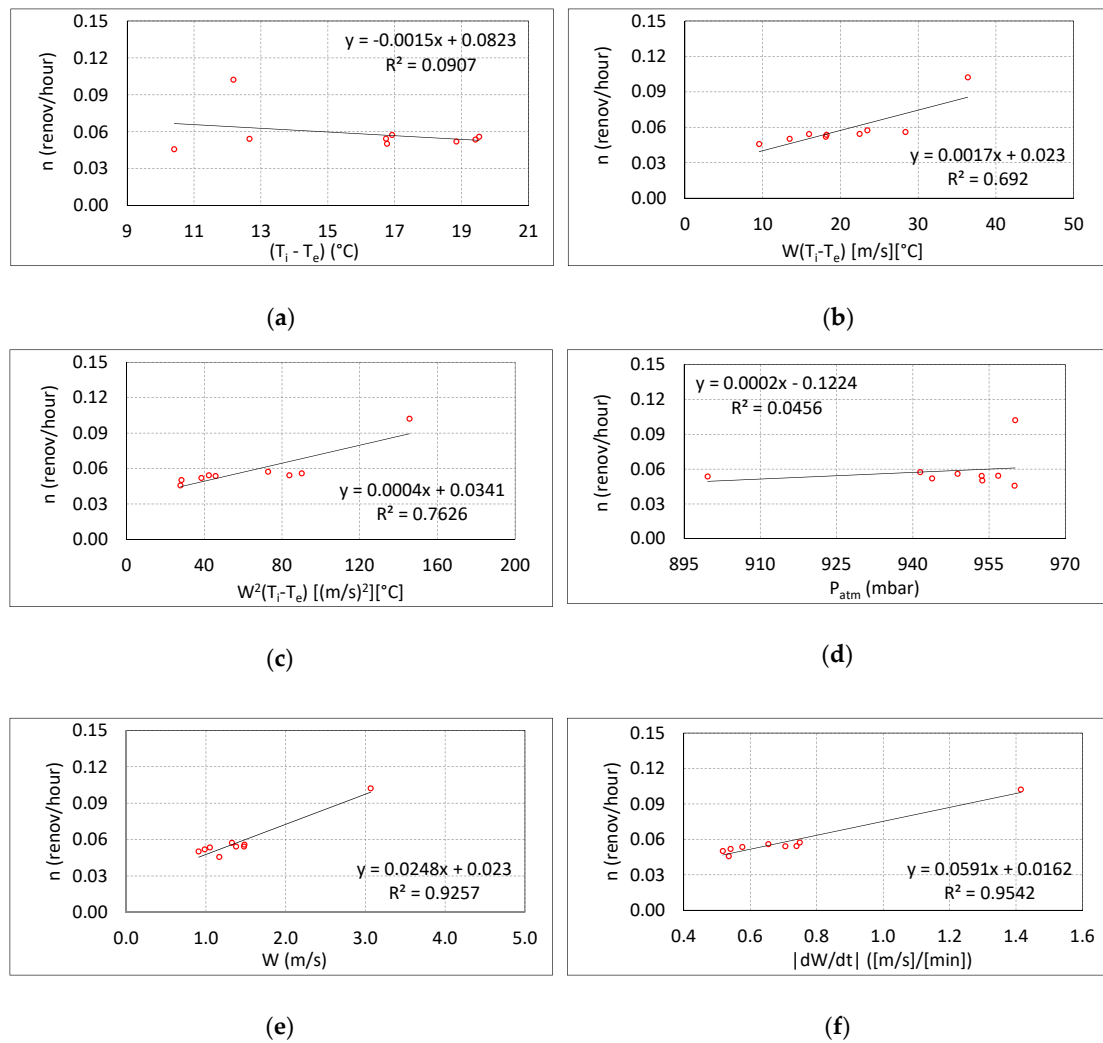 0.15
0.12
0.09
0.06
0.03
0.00
n (renov/hour)
y = -0.0015x + 0.0823
R² = 0.0907
9 11 13 15 17 19 21
(Ti - Te) (°C)
(a)
0.15
0.12
0.09
0.06
0.03
0.00
n (renov/hour)
y = 0.0017x + 0.023
R² = 0.692
0 10 20 30 40 50
W(Ti-Te) [m/s][°C]
(b)
0.15
0.12
0.09
0.06
0.03
0.00
n (renov/hour)
y = 0.0004x + 0.0341
R² = 0.7626
0 40 80 120 160 200
W²(Ti-Te) [(m/s)²][°C]
(c)
0.15
0.12
0.09
0.06
0.03
0.00
n (renov/hour)
y = 0.0002x - 0.1224
R² = 0.0456
895 910 925 940 955 970
Patm (mbar)
(d)
0.15
0.12
0.09
0.06
0.03
0.00
n (renov/hour)
y = 0.0248x + 0.023
R² = 0.9257
0.0 1.0 2.0 3.0 4.0 5.0
W (m/s)
(e)
0.15
0.12
0.09
0.06
0.03
0.00
n (renov/hour)
y = 0.0591x + 0.0162
R² = 0.9542
0.4 0.6 0.8 1.0 1.2 1.4 1.6
|dW/dt| ([m/s]/[min])
(f)